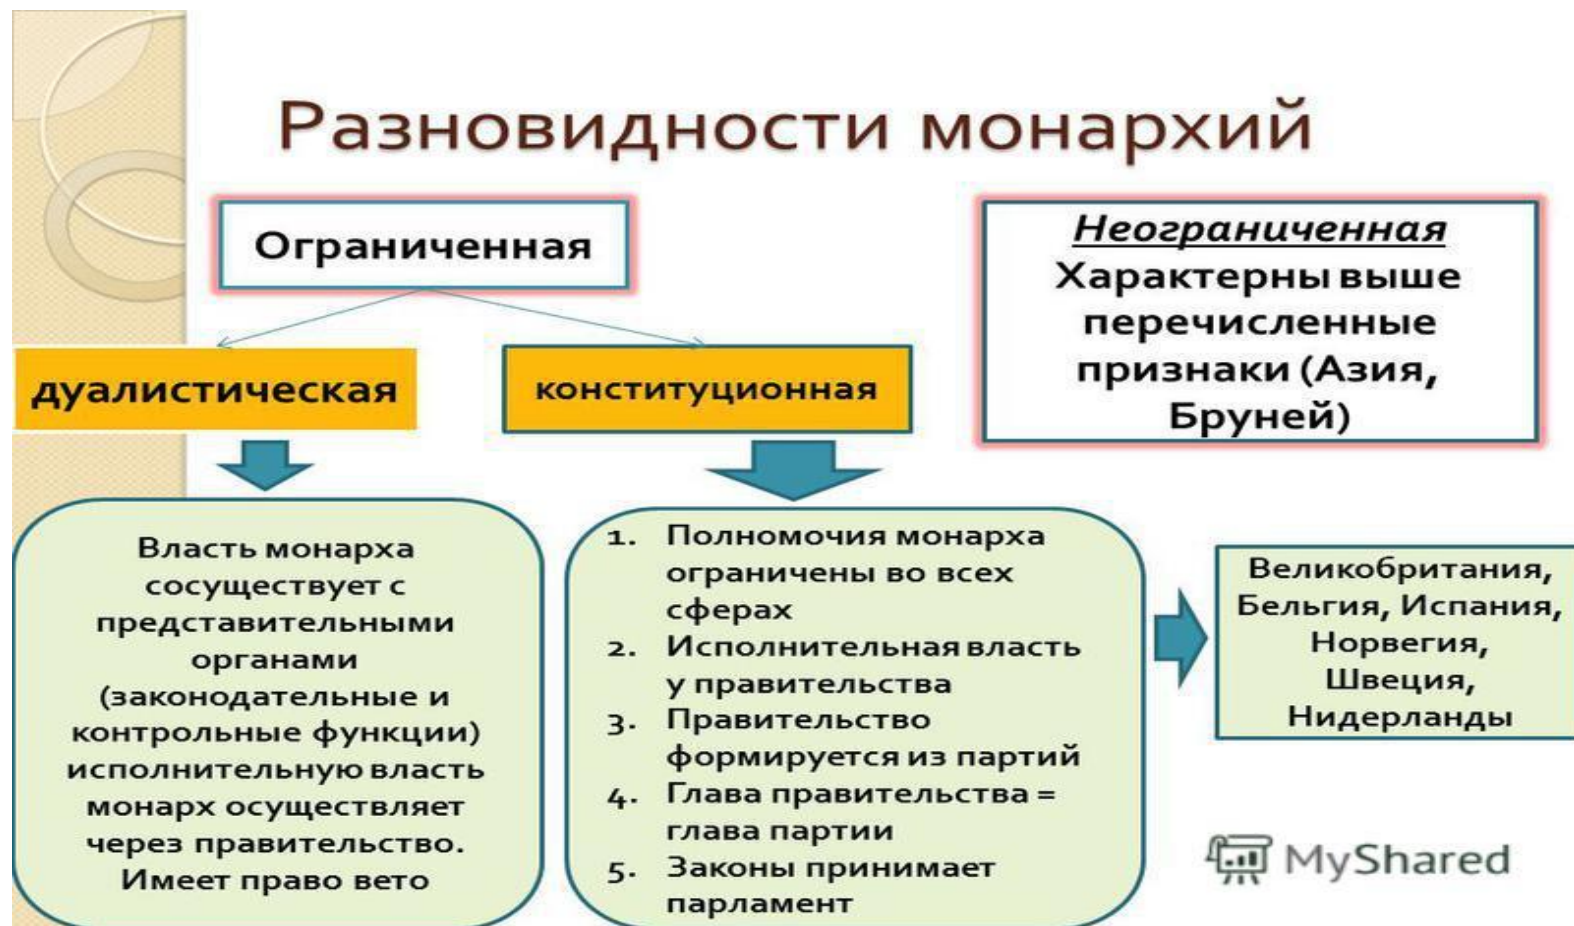 Разновидности монархий
Ограниченная
Неограниченная
Характерны выше
перечисленные
признаки (Азия,
Бруней)
дуалистическая
конституционная
Власть монарха
сосуществует с
представительными
органами
(законодательные и
контрольные функции)
исполнительную власть
монарх осуществляет
через правительство.
Имеет право вето
1. Полномочия монарха
ограничены во всех
сферах
2. Исполнительная власть
у правительства
3. Правительство
формируется из партий
4. Глава правительства =
глава партии
5. Законы принимает
парламент
Великобритания,
Бельгия, Испания,
Норвегия,
Швеция,
Нидерланды
MyShared